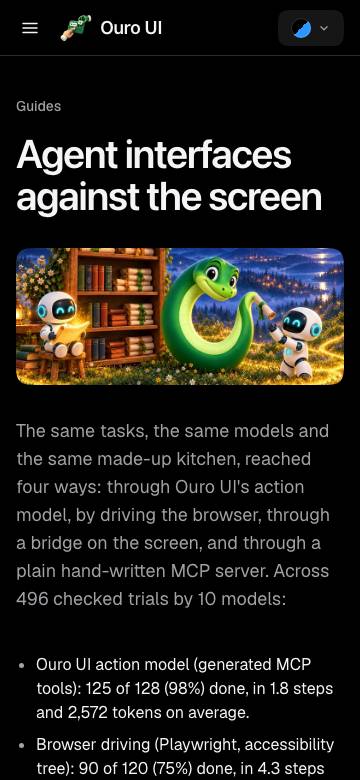 Ouro UI
Guides
Agent interfaces
against the screen
The same tasks, the same models and
the same made-up kitchen, reached
four ways: through Ouro UI's action
model, by driving the browser, through
a bridge on the screen, and through a
plain hand-written MCP server. Across
496 checked trials by 10 models:
• Ouro UI action model (generated MCP
tools): 125 of 128 (98%) done, in 1.8 steps
and 2,572 tokens on average.
• Browser driving (Playwright, accessibility
tree): 90 of 120 (75%) done, in 4.3 steps